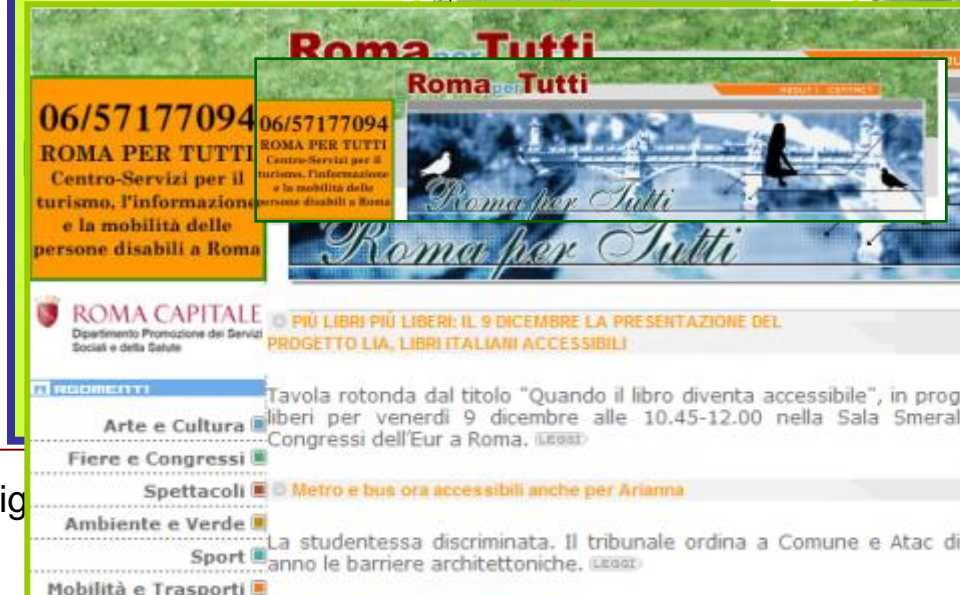 Roma per Tutti
Roma per Tutti
ABOUT | CONTACT
06/57177094
ROMA PER TUTTI
Centro-Servizi per il
turismo, l'informazione
e la mobilità delle
persone disabili a Roma
06/57177094
ROMA PER TUTTI
Centro-Servizi per il
turismo, l'informazione
e la mobilità delle
persone disabili a Roma
Roma per Tutti
Roma per Tutti
ROMA CAPITALE
Dipartimento Promozione dei Servizi
Sociali e della Salute
PIÙ LIBRI PIÙ LIBERI: IL 9 DICEMBRE LA PRESENTAZIONE DEL
PROGETTO LIA, LIBRI ITALIANI ACCESSIBILI
ARGOMENTI
Tavola rotonda dal titolo "Quando il libro diventa accessibile", in prog
liberi per venerdì 9 dicembre alle 10.45-12.00 nella Sala Smeral
Congressi dell'Eur a Roma. LEGGI
Arte e Cultura
Fiere e Congressi
Spettacoli
Ambiente e Verde
Sport
Mobilità e Trasporti
ig
Metro e bus ora accessibili anche per Arianna
La studentessa discriminata. Il tribunale ordina a Comune e Atac di
anno le barriere architettoniche. LEGGI